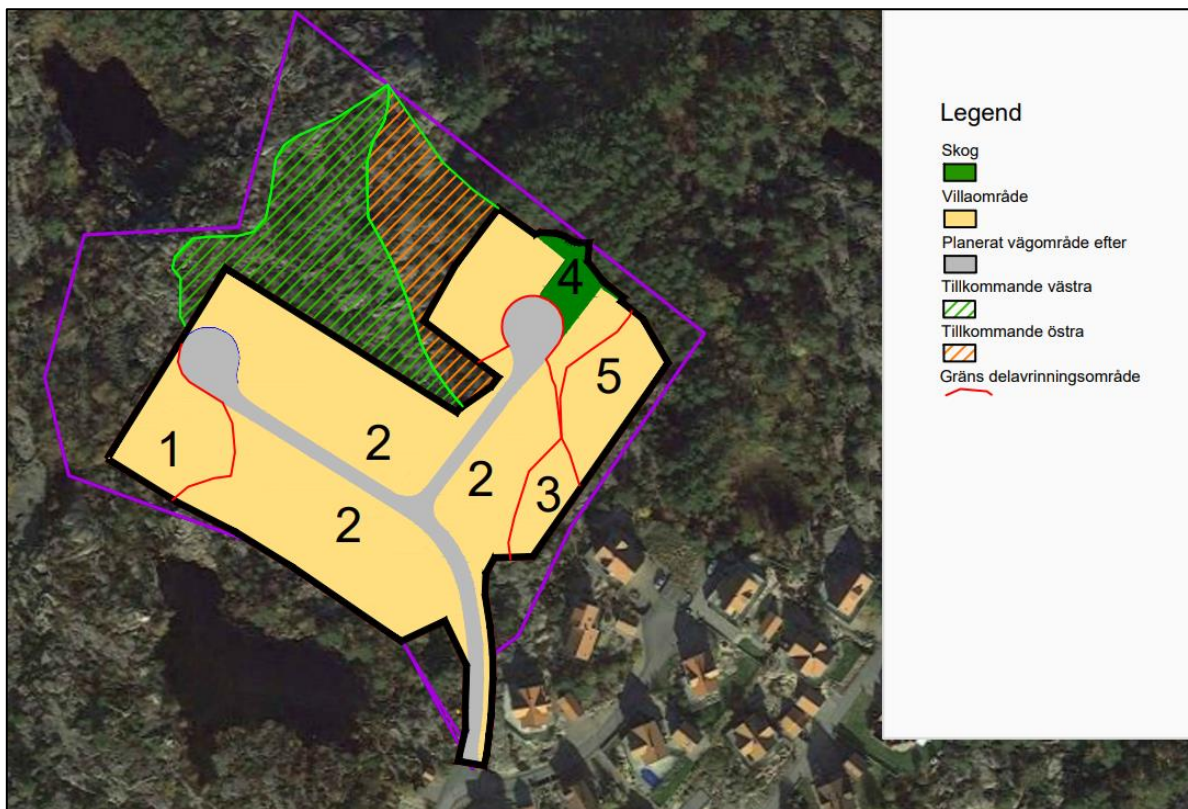 4
5
1
2
2
3
2
Legend
Skog
Villaområde
Planerat vägområde efter
Tillkommande västra
Tillkommande östra
Gräns delavrinningsområde